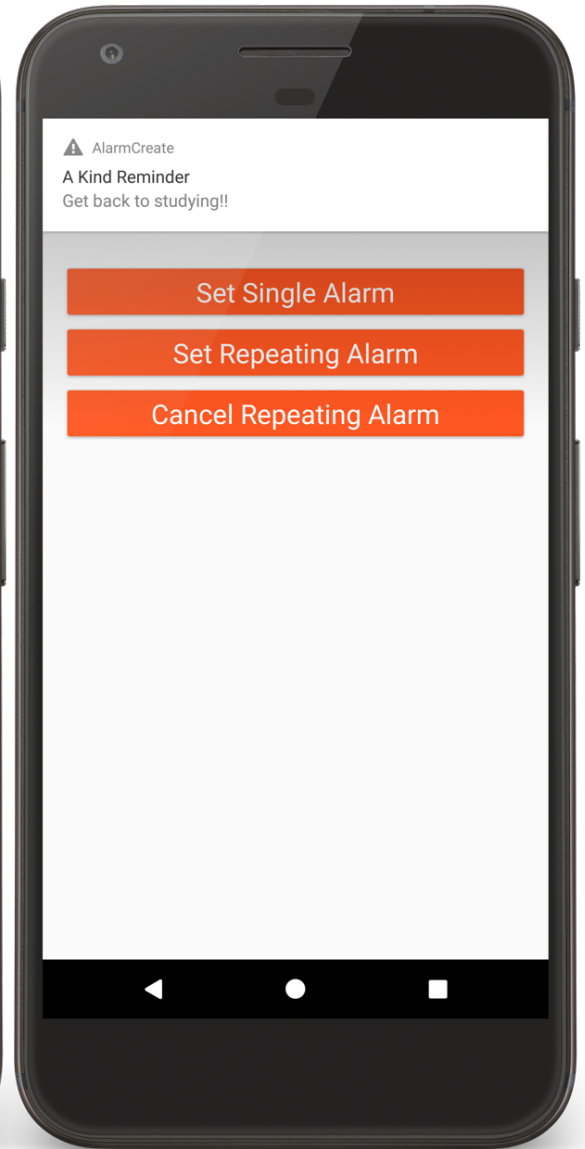 AlarmCreate
A Kind Reminder
Get back to studying!!
Set Single Alarm
Set Repeating Alarm
Cancel Repeating Alarm